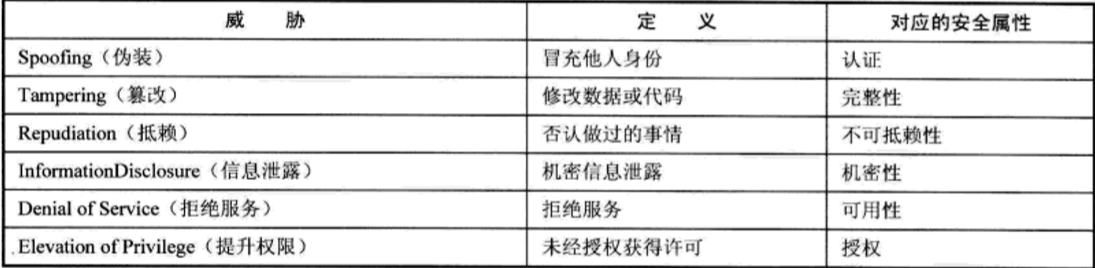 威 胁 定 义 对应的安全属性
Spoofing（伪装） 冒充他人身份 认证
Tampering（篡改） 修改数据或代码 完整性
Repudiation（抵赖） 否认做过的事情 不可抵赖性
InformationDisclosure（信息泄露） 机密信息泄露 机密性
Denial of Service（拒绝服务） 拒绝服务 可用性
Elevation of Privilege（提升权限） 未经授权获得许可 授权